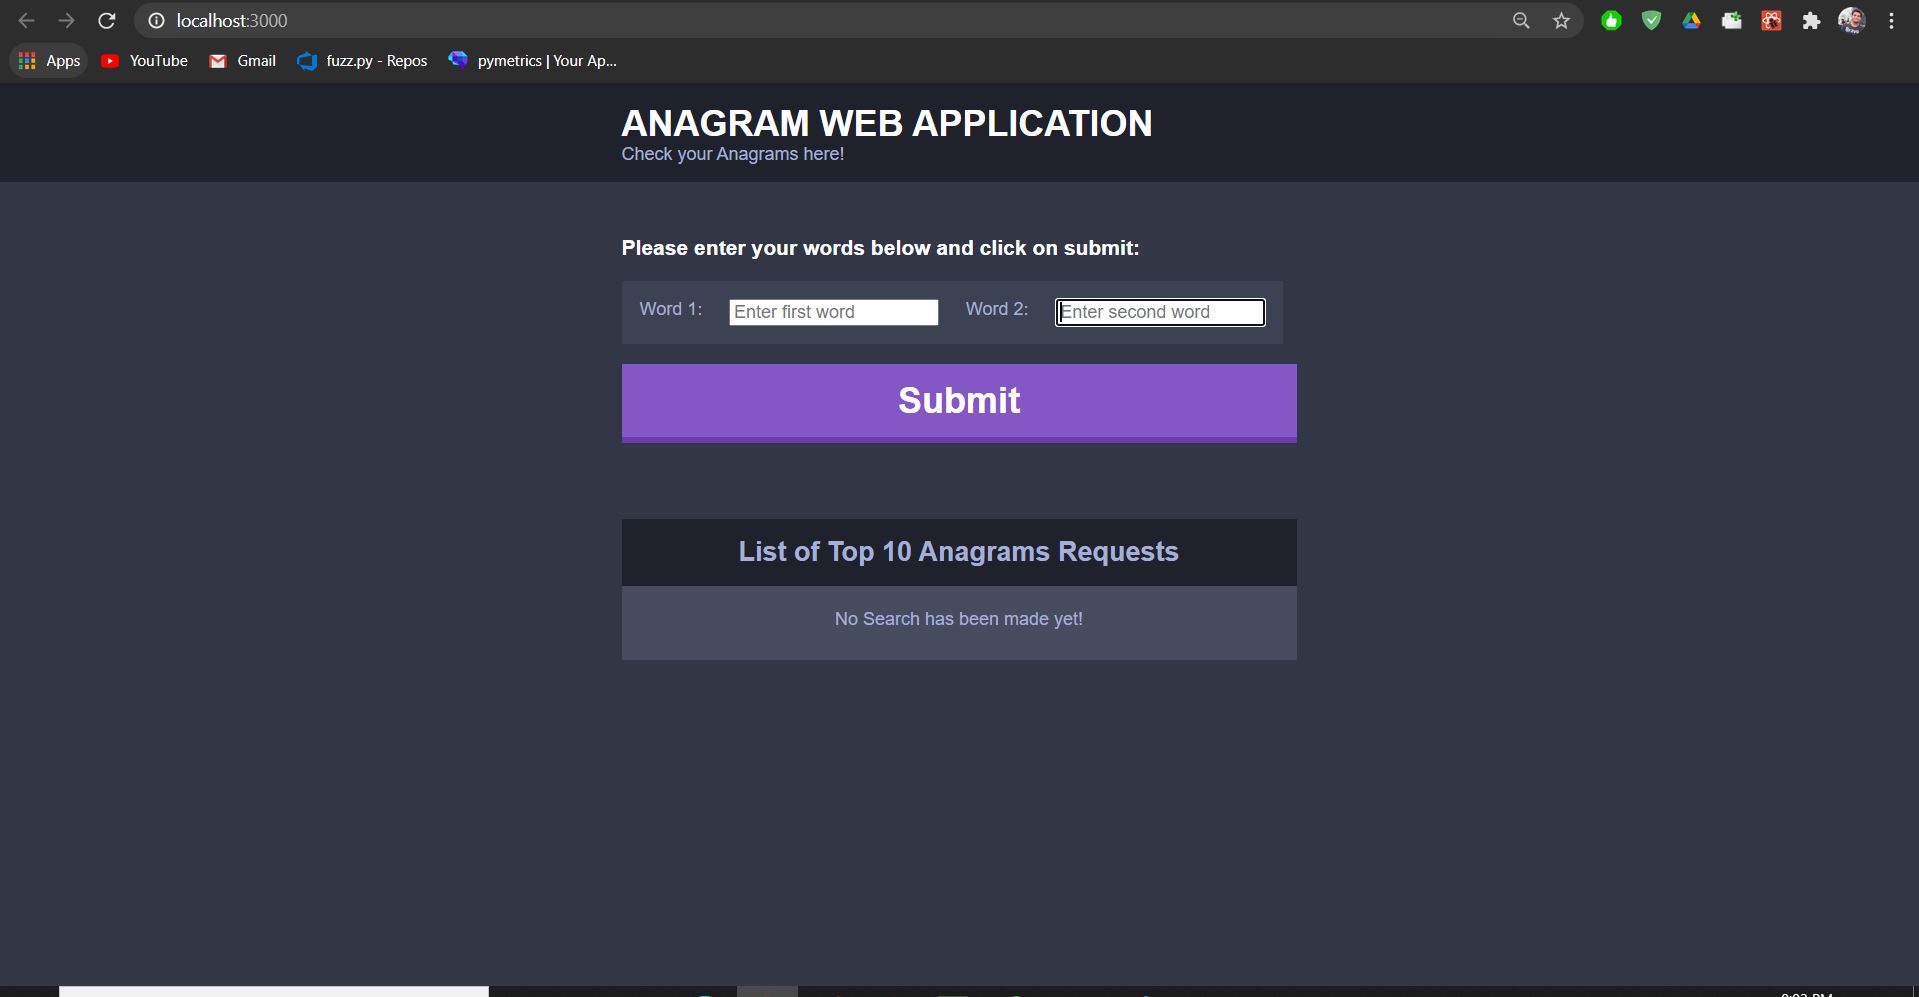 localhost:3000
Apps YouTube Gmail fuzz.py - Repos pymetrics | Your Ap...
ANAGRAM WEB APPLICATION
Check your Anagrams here!
Please enter your words below and click on submit:
Word 1: Enter first word Word 2: Enter second word
Submit
List of Top 10 Anagrams Requests
No Search has been made yet!